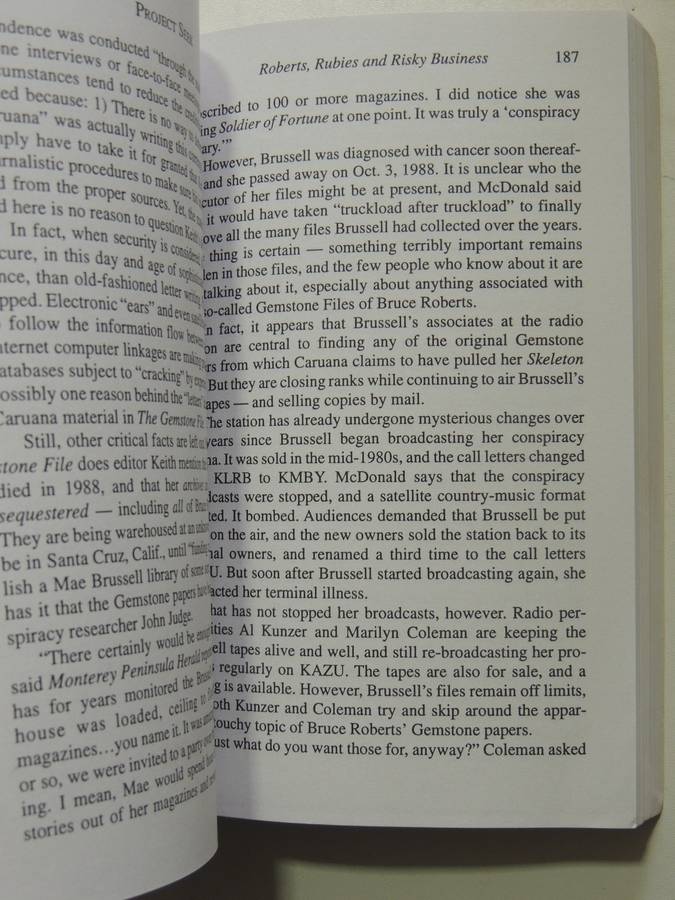 PROJECT SEEK
dence was conducted "through the
ne interviews or face-to-face
umstances tend to reduce the
ed because: 1) There is no way
ruana" was actually writing this
ply have to take it for granted that
rnalistic procedures to make sure
d from the proper sources. Yet, the
d here is no reason to question Keith
In fact, when security is considered
cure, in this day and age of
nce, than old-fashioned letter writing
pped. Electronic "ears" and even
follow the information flow between
nternet computer linkages are making
atabases subject to "cracking" by
ossibly one reason behind the "letter
Caruana material in The Gemstone File
Still, other critical facts are left out
stone File does editor Keith mention
died in 1988, and that her archives
sequestered — including all of
They are being warehoused at an
be in Santa Cruz, Calif., until "funding
lish a Mae Brussell library of some
has it that the Gemstone papers have
spiracy researcher John Judge.
"There certainly would be enough
said Monterey Peninsula Herald
has for years monitored the
house was loaded, ceiling to
magazines…you name it. It was
or so, we were invited to a party
ing. I mean, Mae would spend
stories out of her magazines and
Roberts, Rubies and Risky Business 187
scribed to 100 or more magazines. I did notice she was
ing Soldier of Fortune at one point. It was truly a 'conspiracy
ary.'"
However, Brussell was diagnosed with cancer soon thereaf-
and she passed away on Oct. 3, 1988. It is unclear who the
cutor of her files might be at present, and McDonald said
it would have taken "truckload after truckload" to finally
ove all the many files Brussell had collected over the years.
thing is certain — something terribly important remains
len in those files, and the few people who know about it are
talking about it, especially about anything associated with
so-called Gemstone Files of Bruce Roberts.
In fact, it appears that Brussell's associates at the radio
on are central to finding any of the original Gemstone
rs from which Caruana claims to have pulled her Skeleton
But they are closing ranks while continuing to air Brussell's
tapes — and selling copies by mail.
The station has already undergone mysterious changes over
years since Brussell began broadcasting her conspiracy
na. It was sold in the mid-1980s, and the call letters changed
KLRB to KMBY. McDonald says that the conspiracy
dcasts were stopped, and a satellite country-music format
ted. It bombed. Audiences demanded that Brussell be put
on the air, and the new owners sold the station back to its
nal owners, and renamed a third time to the call letters
U. But soon after Brussell started broadcasting again, she
acted her terminal illness.
hat has not stopped her broadcasts, however. Radio per-
ities Al Kunzer and Marilyn Coleman are keeping the
ell tapes alive and well, and still re-broadcasting her pro-
regularly on KAZU. The tapes are also for sale, and a
g is available. However, Brussell's files remain off limits,
oth Kunzer and Coleman try and skip around the appar-
touchy topic of Bruce Roberts' Gemstone papers.
ust what do you want those for, anyway?" Coleman asked